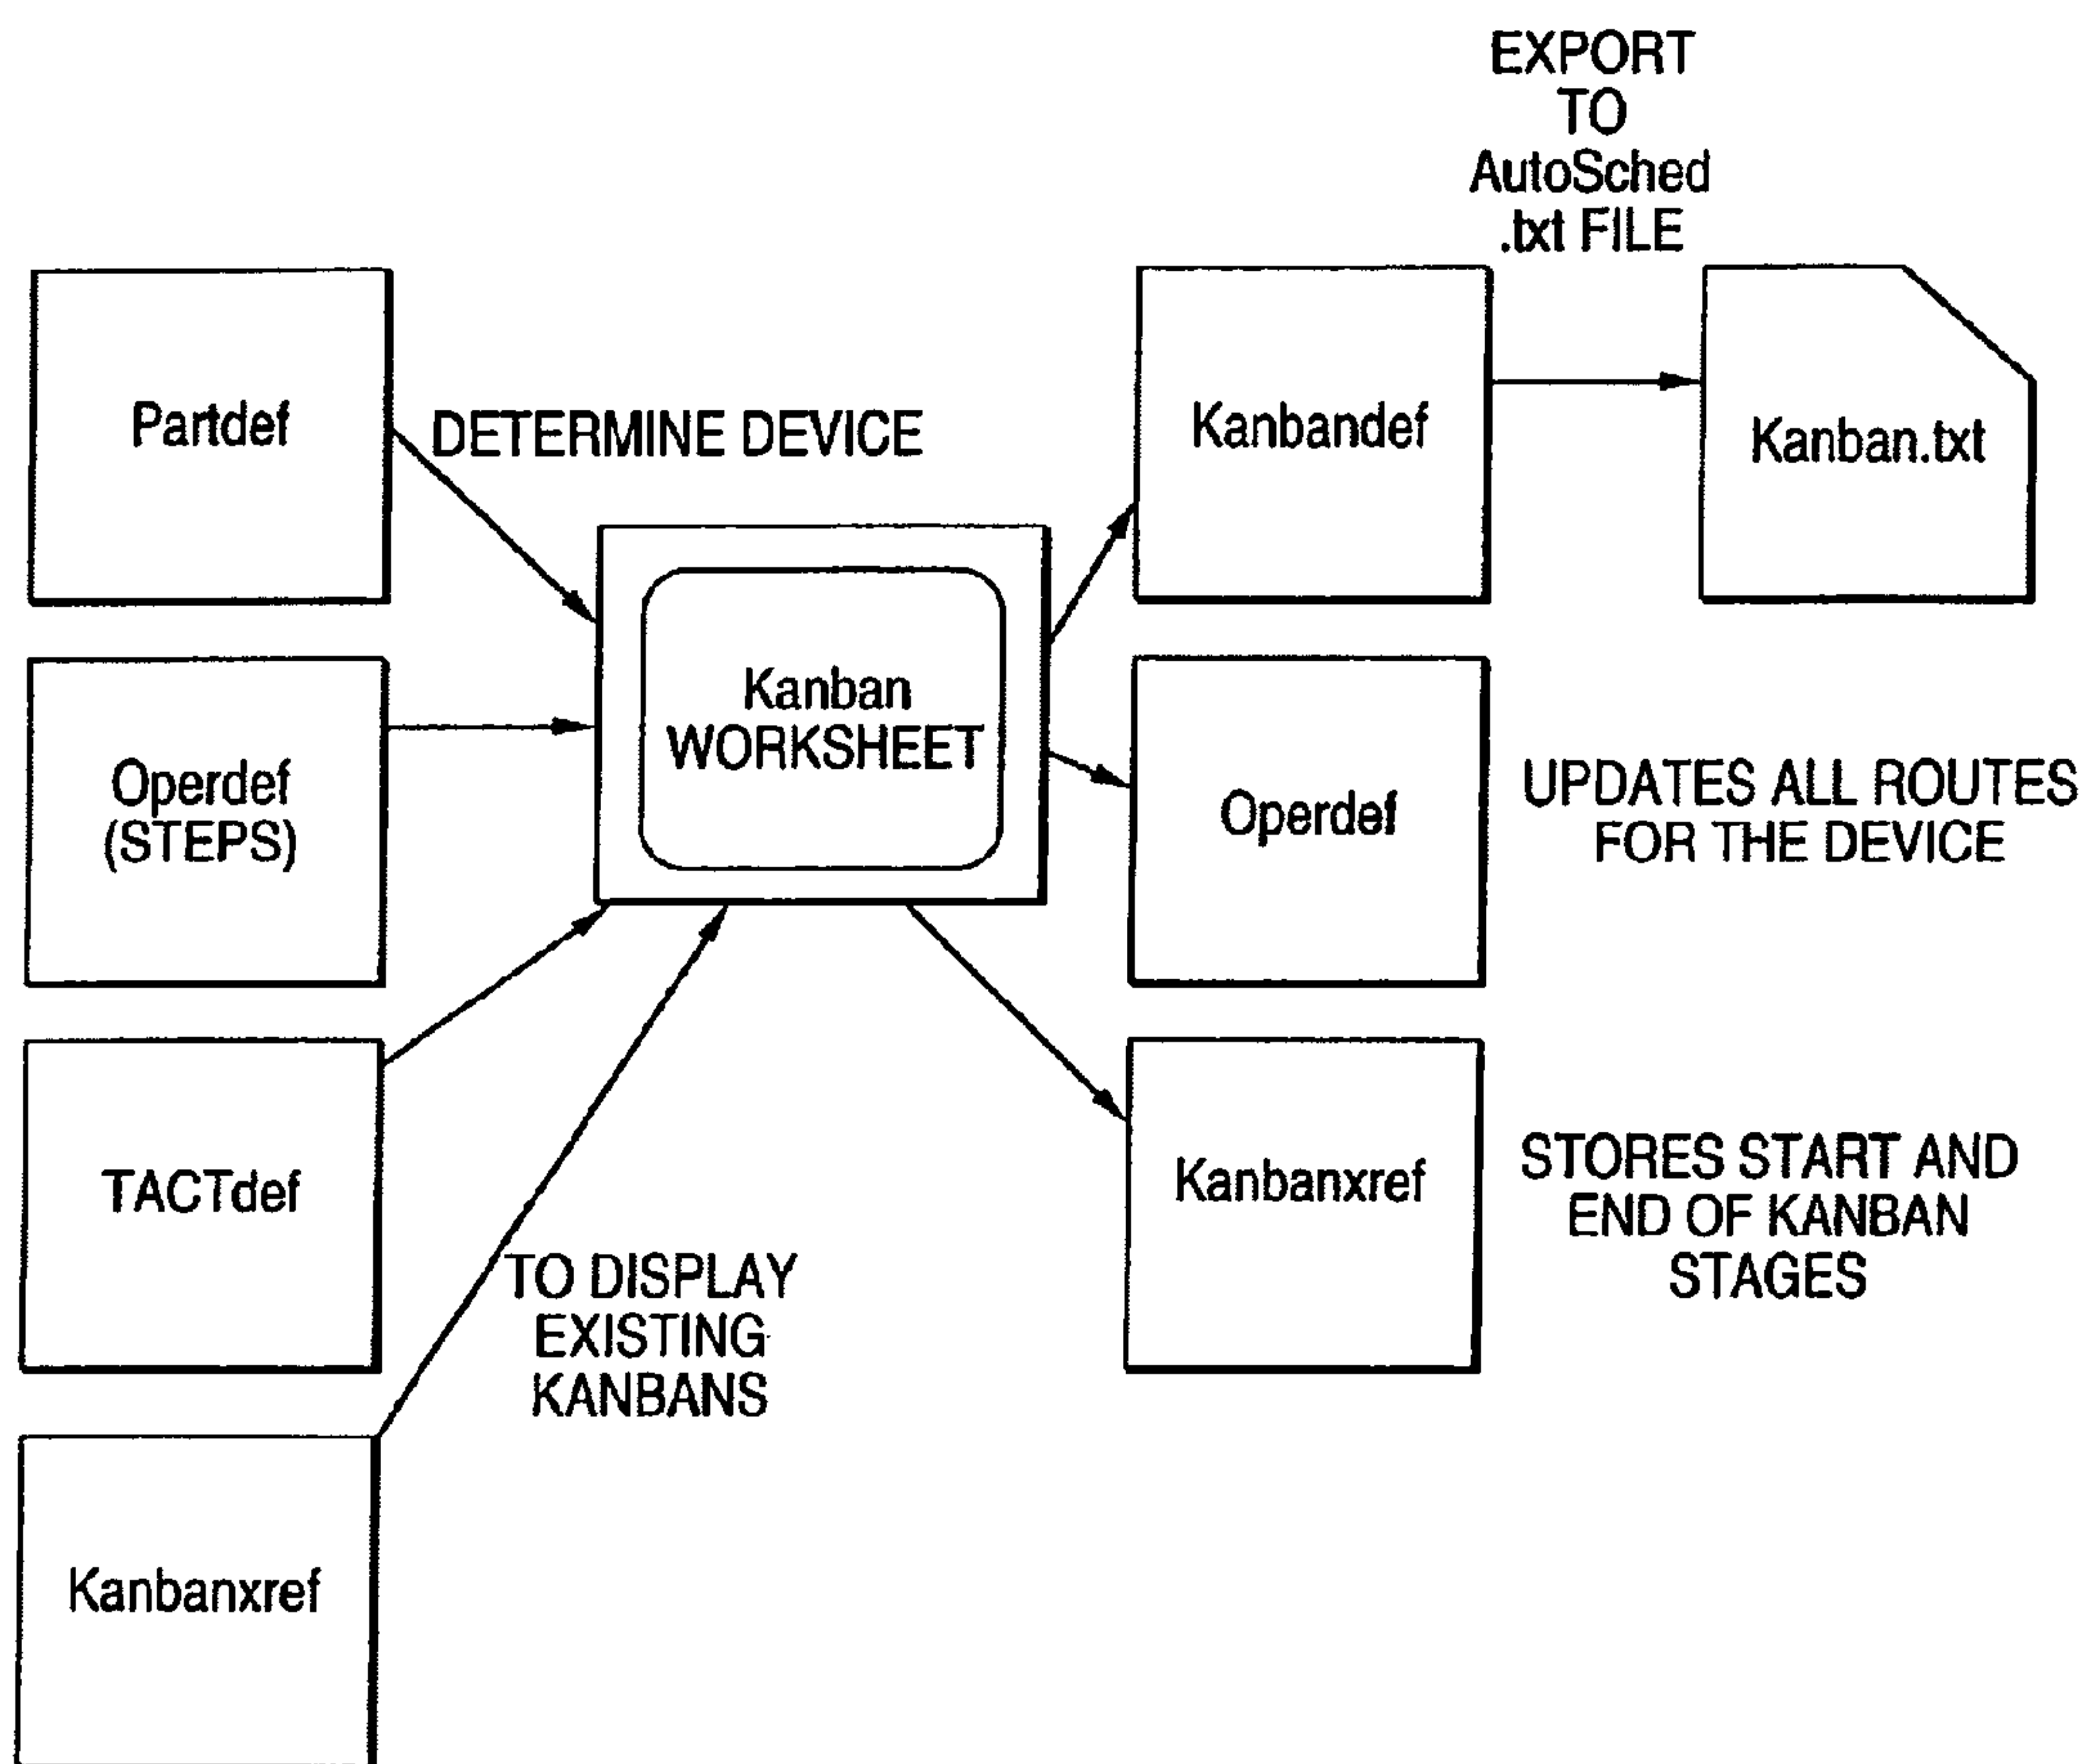 EXPORT
TO
AutoSched
.txt FILE
Partdef
DETERMINE DEVICE
Kanbandef
Kanban.txt
Kanban
WORKSHEET
Operdef
(STEPS)
Operdef
UPDATES ALL ROUTES
FOR THE DEVICE
TACTdef
Kanbanxref
STORES START AND
END OF KANBAN
STAGES
TO DISPLAY
EXISTING
KANBANS
Kanbanxref